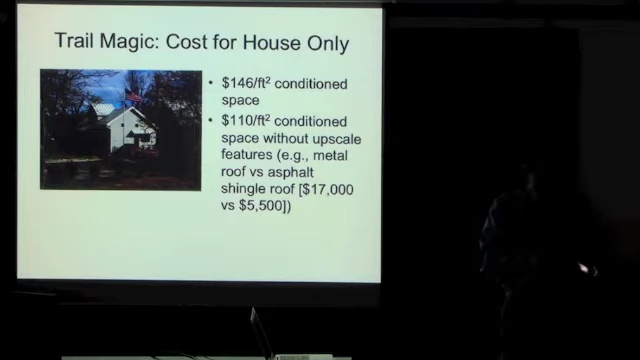 Trail Magic: Cost for House Only
• $146/ft² conditioned
space
• $110/ft² conditioned
space without upscale
features (e.g., metal
roof vs asphalt
shingle roof [$17,000
vs $5,500])